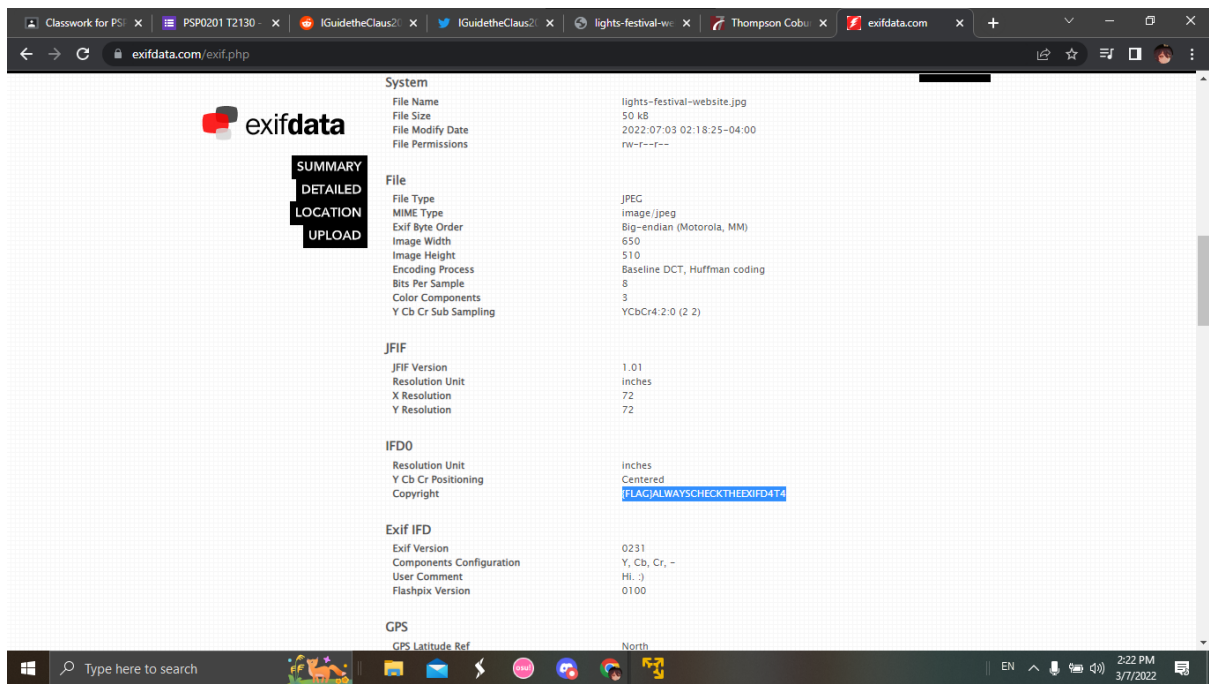 Classwork for PSP
PSP0201 T2130 -
IGuidetheClaus20
IGuidetheClaus20
lights-festival-we
Thompson Cobu
exifdata.com
exifdata.com/exif.php
exifdata
SUMMARY
DETAILED
LOCATION
UPLOAD
System
File Name lights-festival-website.jpg
File Size 50 kB
File Modify Date 2022:07:03 02:18:25-04:00
File Permissions rw-r--r--
File
File Type JPEG
MIME Type image/jpeg
Exif Byte Order Big-endian (Motorola, MM)
Image Width 650
Image Height 510
Encoding Process Baseline DCT, Huffman coding
Bits Per Sample 8
Color Components 3
Y Cb Cr Sub Sampling YCbCr4:2:0 (2 2)
JFIF
JFIF Version 1.01
Resolution Unit inches
X Resolution 72
Y Resolution 72
IFD0
Resolution Unit inches
Y Cb Cr Positioning Centered
Copyright {FLAG}ALWAYSCHECKTHEEXIFD4T4
Exif IFD
Exif Version 0231
Components Configuration Y, Cb, Cr, -
User Comment Hi. :)
Flashpix Version 0100
GPS
GPS Latitude Ref North
Type here to search
osu!
EN
2:22 PM
3/7/2022